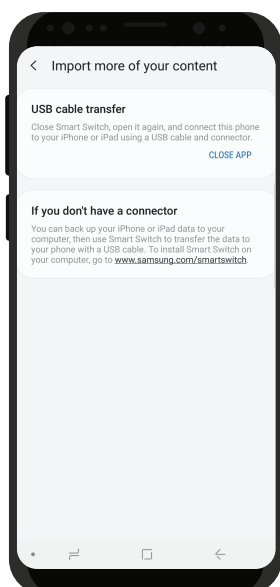 Import more of your content
USB cable transfer
Close Smart Switch, open it again, and connect this phone
to your iPhone or iPad using a USB cable and connector.
CLOSE APP
If you don't have a connector
You can back up your iPhone or iPad data to your
computer, then use Smart Switch to transfer the data to
your phone with a USB cable. To install Smart Switch on
your computer, go to www.samsung.com/smartswitch.